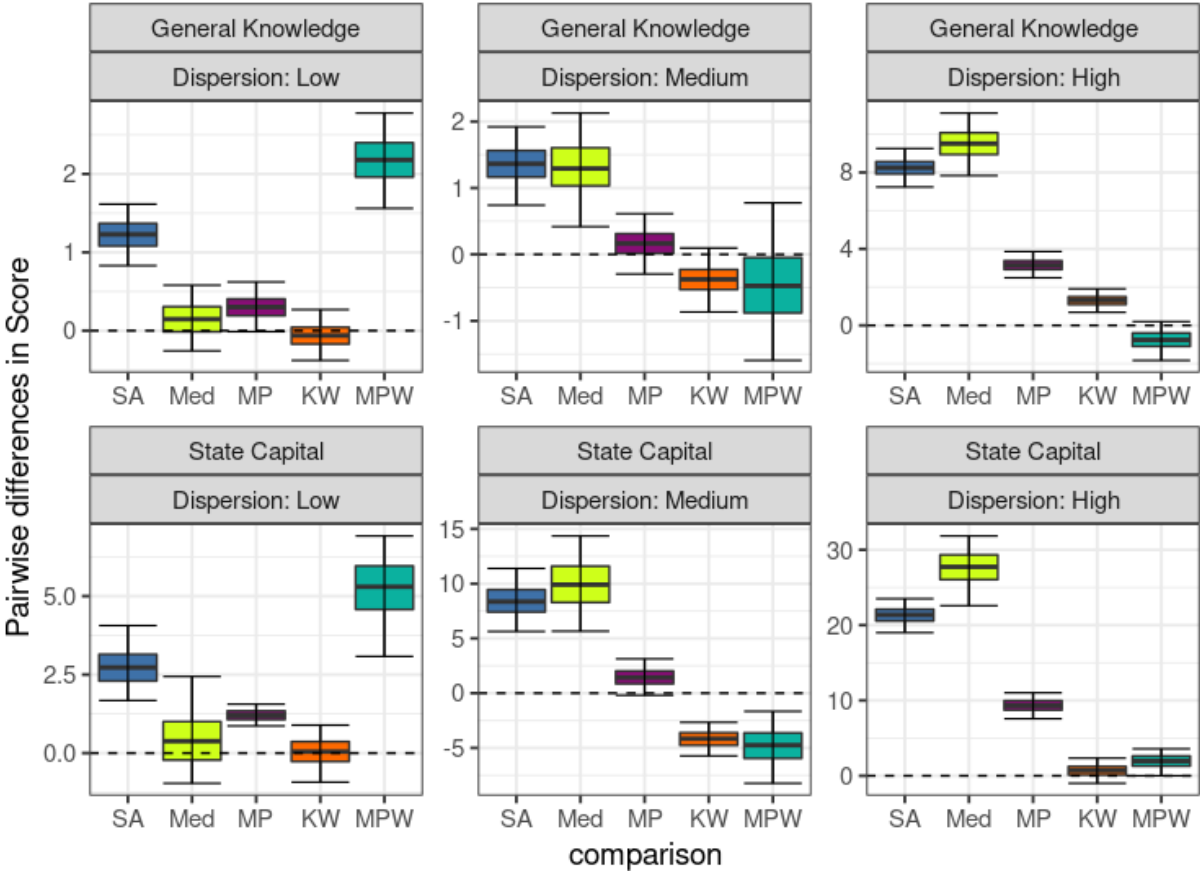 Pairwise differences in Score
General Knowledge
Dispersion: Low
2
1
0
SA Med MP KW MPW
General Knowledge
Dispersion: Medium
2
1
0
-1
SA Med MP KW MPW
General Knowledge
Dispersion: High
8
4
0
SA Med MP KW MPW
State Capital
Dispersion: Low
5.0
2.5
0.0
SA Med MP KW MPW
State Capital
Dispersion: Medium
15
10
5
0
-5
SA Med MP KW MPW
State Capital
Dispersion: High
30
20
10
0
SA Med MP KW MPW
comparison